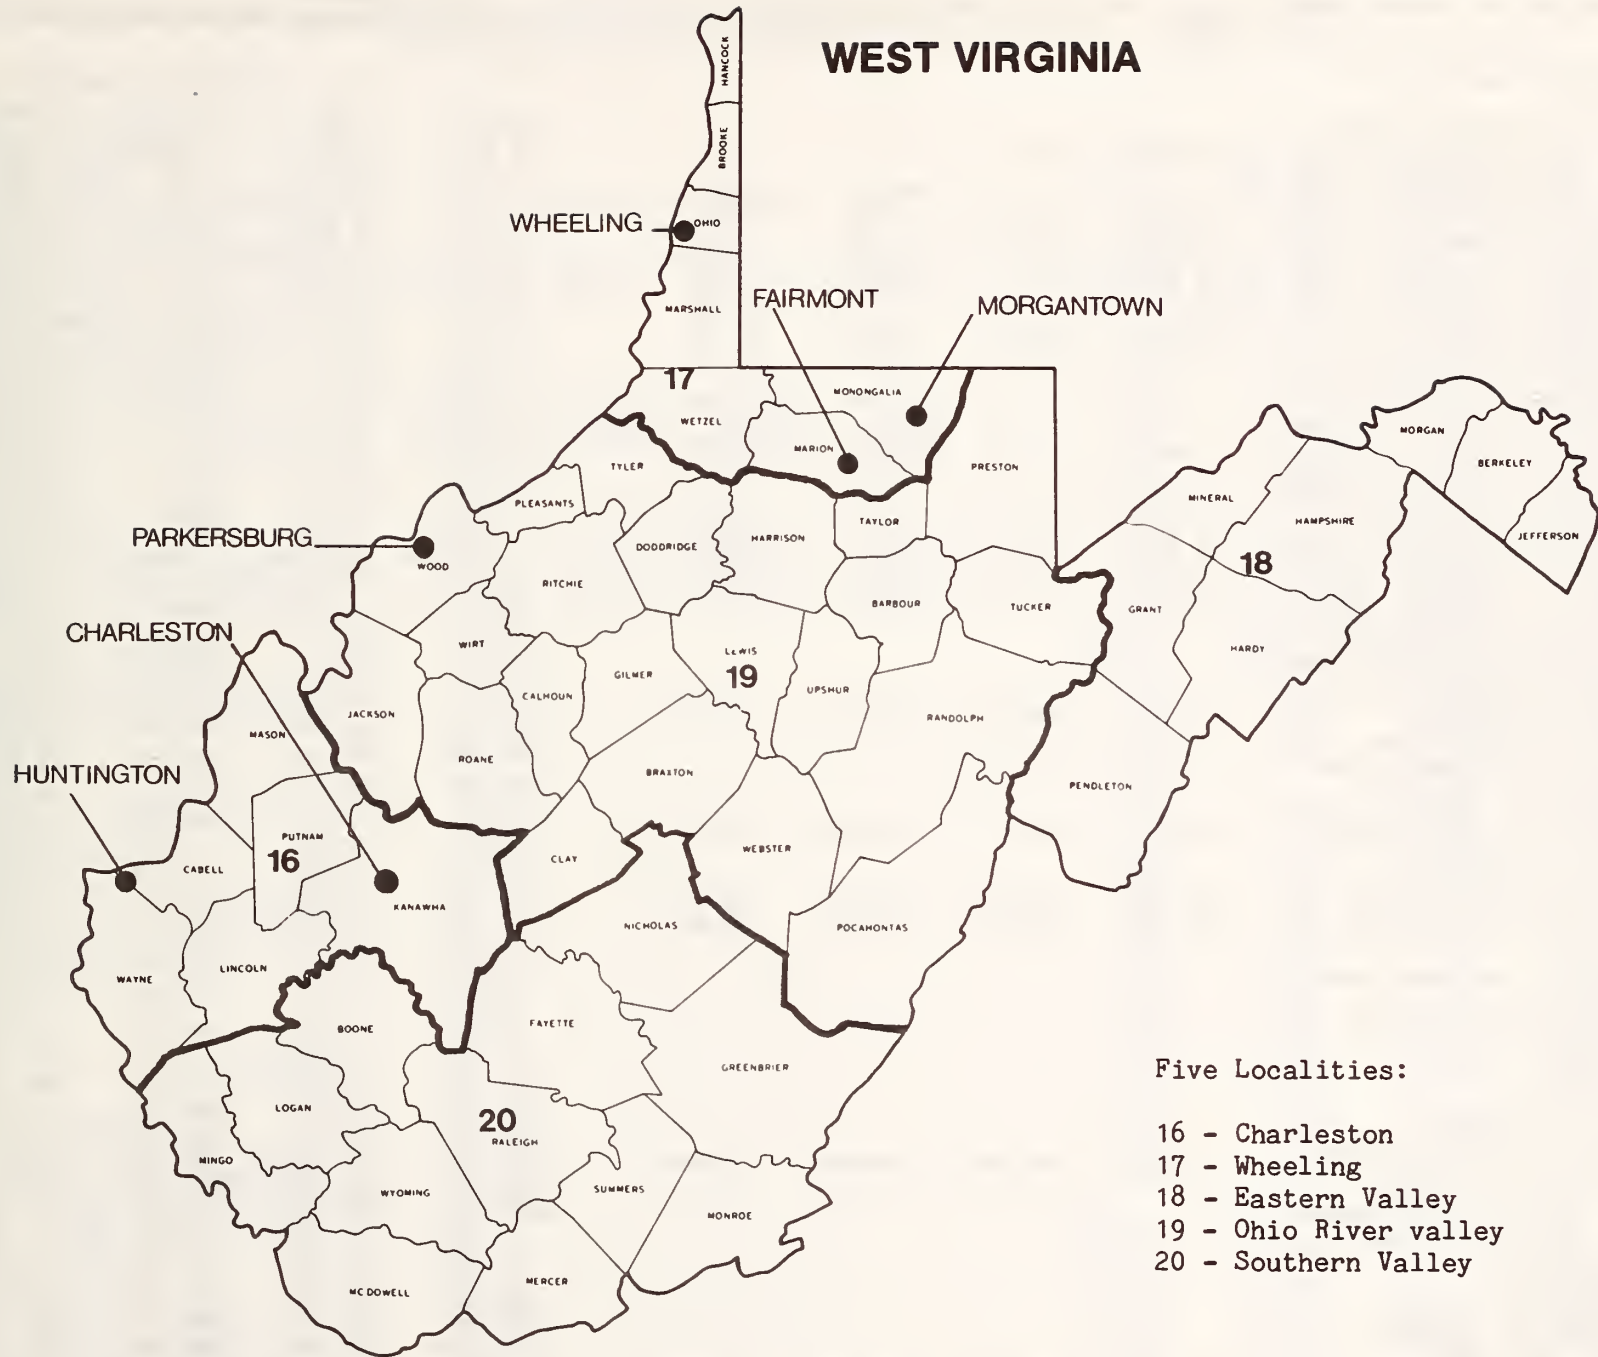 WEST VIRGINIA
HANCOCK
BROOKE
WHEELING
OHIO
MARSHALL
FAIRMONT
MORGANTOWN
17
MONONGALIA
WETZEL
MARION
PRESTON
MORGAN
BERKELEY
JEFFERSON
MINERAL
HAMPSHIRE
18
TYLER
PLEASANTS
TAYLOR
HARRISON
DODDRIDGE
PARKERSBURG
WOOD
RITCHIE
BARBOUR
TUCKER
GRANT
HARDY
CHARLESTON
WIRT
LEWIS
19
GILMER
CALHOUN
UPSHUR
RANDOLPH
JACKSON
MASON
ROANE
BRAXTON
PENDLETON
HUNTINGTON
PUTNAM
16
CABELL
CLAY
WEBSTER
KANAWHA
NICHOLAS
POCAHONTAS
WAYNE
LINCOLN
BOONE
FAYETTE
GREENBRIER
LOGAN
20
RALEIGH
MINGO
WYOMING
SUMMERS
MONROE
MC DOWELL
MERCER
Five Localities:
16 - Charleston
17 - Wheeling
18 - Eastern Valley
19 - Ohio River valley
20 - Southern Valley